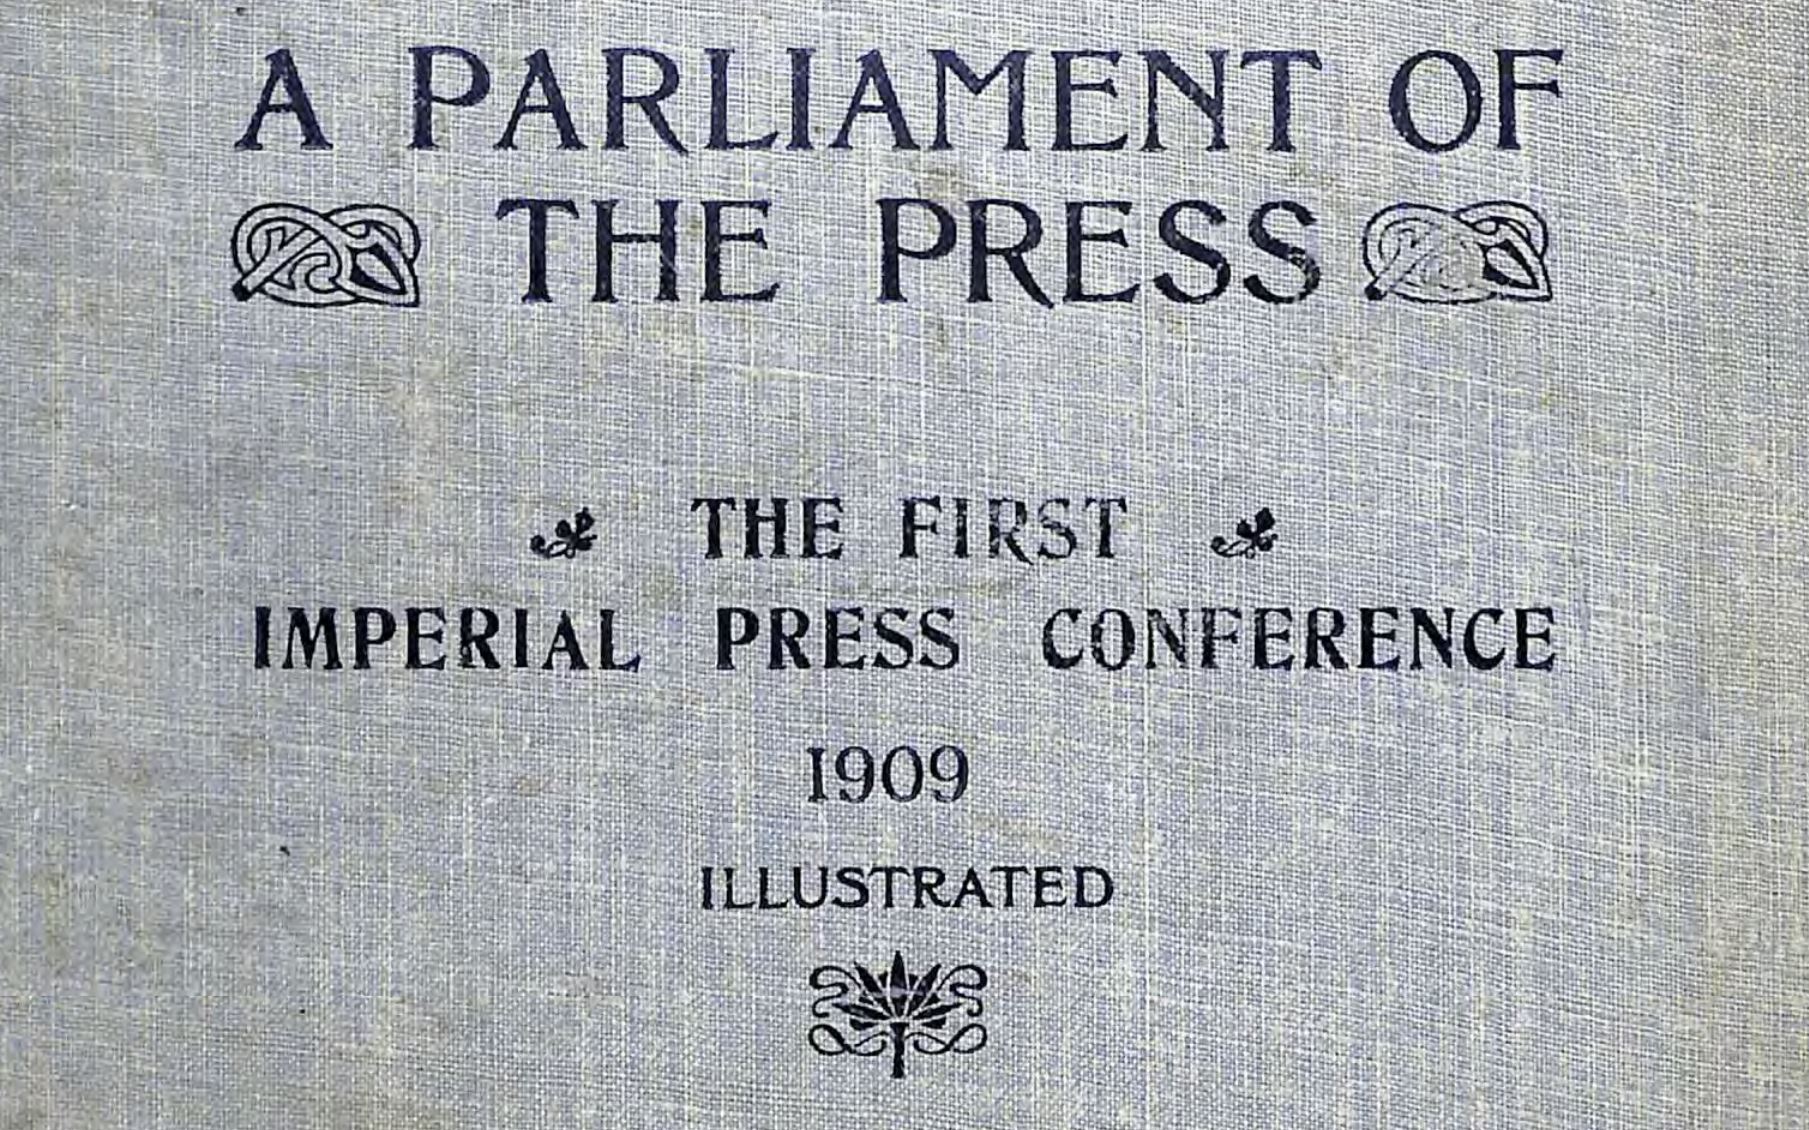 A PARLIAMENT OF
THE PRESS
THE FIRST
IMPERIAL PRESS CONFERENCE
1909
ILLUSTRATED